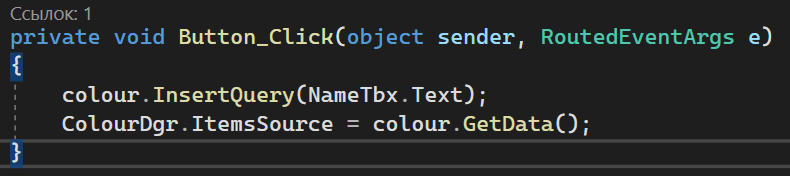 Ссылок: 1
private void Button_Click(object sender, RoutedEventArgs e)
{
    colour.InsertQuery(NameTbx.Text);
    ColourDgr.ItemsSource = colour.GetData();
}